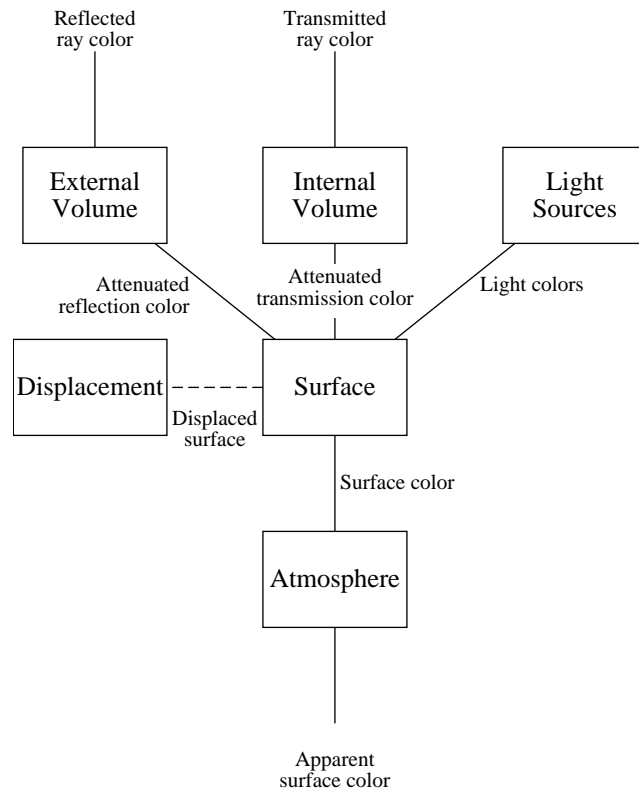 Reflected
ray color
Transmitted
ray color
External
Volume
Internal
Volume
Light
Sources
Attenuated
reflection color
Attenuated
transmission color
Light colors
Displacement
Displaced
surface
Surface
Surface color
Atmosphere
Apparent
surface color